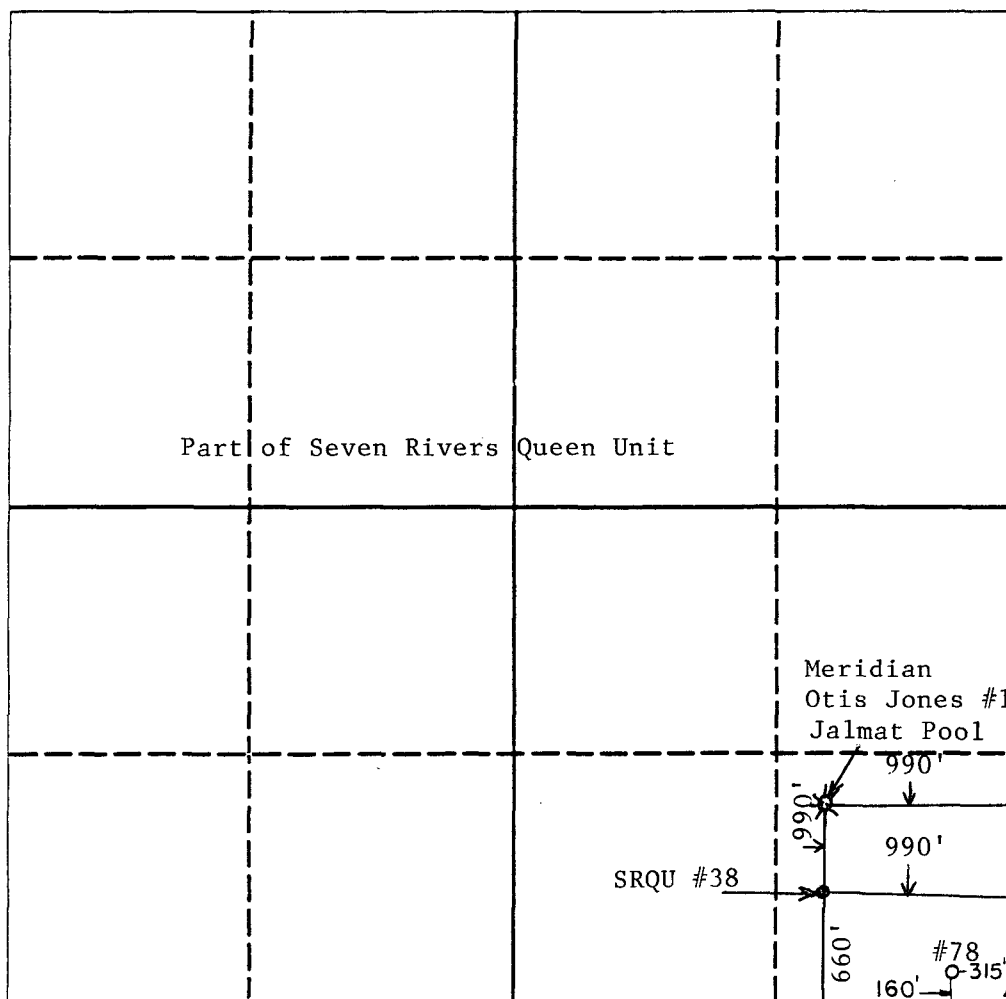 Part of Seven Rivers Queen Unit
Meridian
Otis Jones #1
Jalmat Pool
990'
990'
990'
SRQU #38
660'
#78
315'
160'